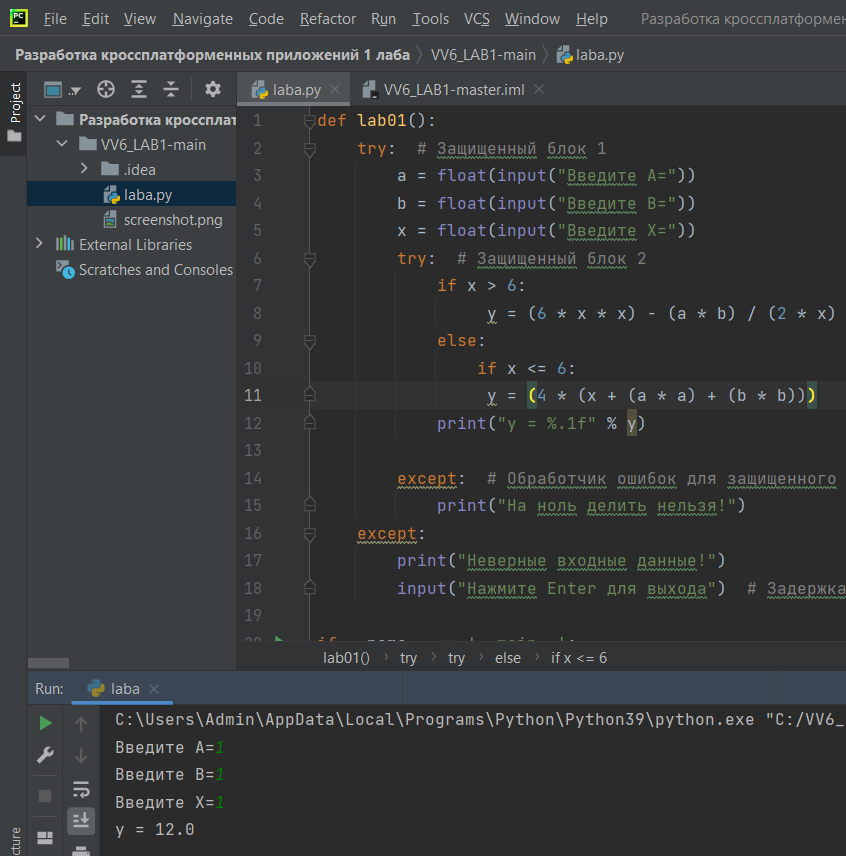 PC File Edit View Navigate Code Refactor Run Tools VCS Window Help Разработка кроссплатформен
Разработка кроссплатформенных приложений 1 лаба VV6_LAB1-main laba.py
Project
laba.py VV6_LAB1-master.iml
Разработка кроссплат
VV6_LAB1-main
.idea
laba.py
screenshot.png
External Libraries
Scratches and Consoles
1 def lab01():
2 try: # Защищенный блок 1
3 a = float(input("Введите A="))
4 b = float(input("Введите B="))
5 x = float(input("Введите X="))
6 try: # Защищенный блок 2
7 if x > 6:
8 y = (6 * x * x) - (a * b) / (2 * x)
9 else:
10 if x <= 6:
11 y = (4 * (x + (a * a) + (b * b)))
12 print("y = %.1f" % y)
13
14 except: # Обработчик ошибок для защищенного
15 print("На ноль делить нельзя!")
16 except:
17 print("Неверные входные данные!")
18 input("Нажмите Enter для выхода") # Задержка
19
lab01() try try else if x <= 6
Run: laba
C:\Users\Admin\AppData\Local\Programs\Python\Python39\python.exe "C:/VV6_
Введите A=1
Введите B=1
Введите X=1
y = 12.0
cture